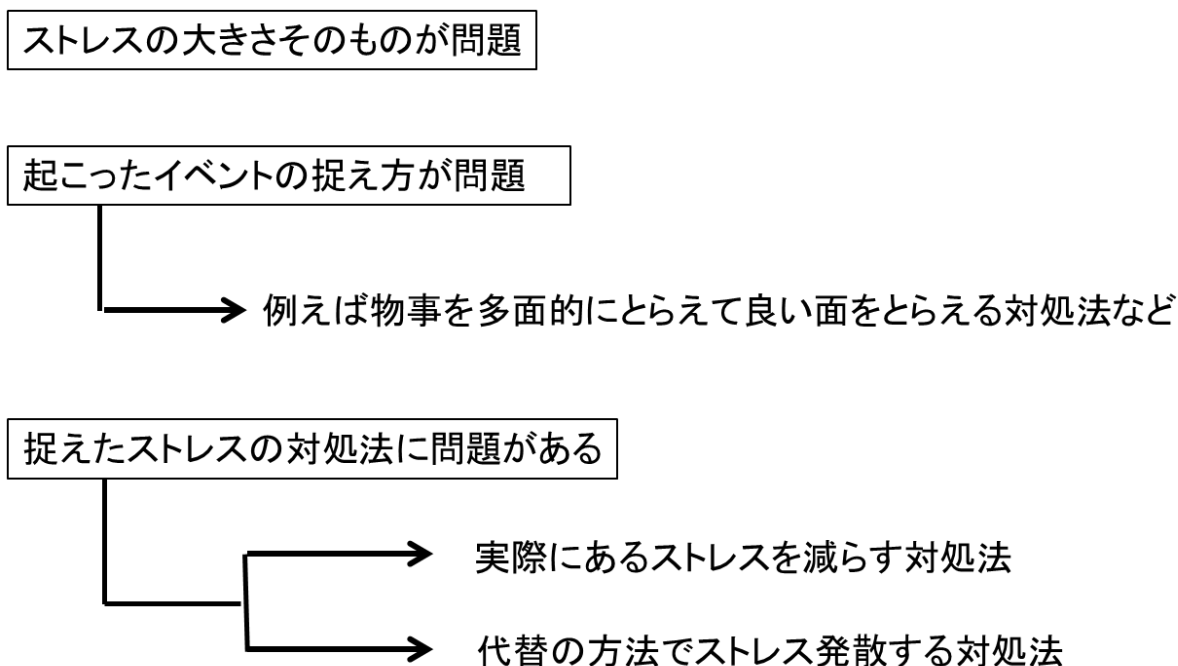 ストレスの大きさそのものが問題
起こったイベントの捉え方が問題
例えば物事を多面的にとらえて良い面をとらえる対処法など
捉えたストレスの対処法に問題がある
実際にあるストレスを減らす対処法
代替の方法でストレス発散する対処法